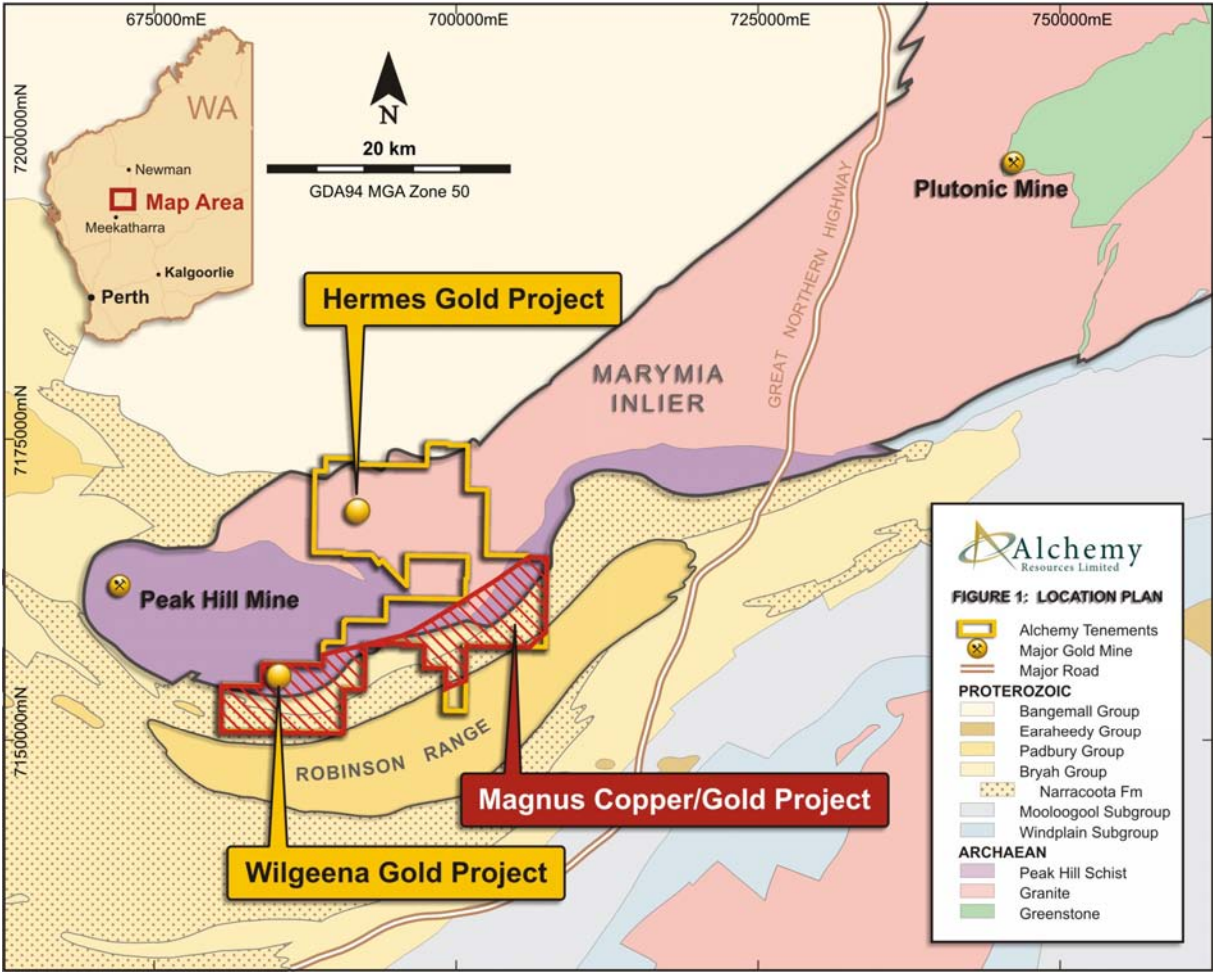 675000mE
700000mE
725000mE
750000mE
7200000mN
7175000mN
7150000mN
WA
Newman
Map Area
Meekatharra
Kalgoorlie
Perth
N
20 km
GDA94 MGA Zone 50
Plutonic Mine
GREAT NORTHERN HIGHWAY
Hermes Gold Project
MARYMIA
INLIER
Peak Hill Mine
ROBINSON RANGE
Magnus Copper/Gold Project
Wilgeena Gold Project
Alchemy
Resources Limited
FIGURE 1: LOCATION PLAN
Alchemy Tenements
Major Gold Mine
Major Road
PROTEROZOIC
Bangemall Group
Earaheedy Group
Padbury Group
Bryah Group
Narracoota Fm
Mooloogool Subgroup
Windplain Subgroup
ARCHAEAN
Peak Hill Schist
Granite
Greenstone